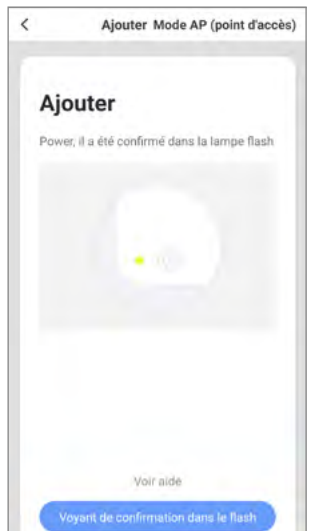 Ajouter Mode AP (point d'accès)
Ajouter
Power, il a été confirmé dans la lampe flash
Voir aide
Voyant de confirmation dans le flash